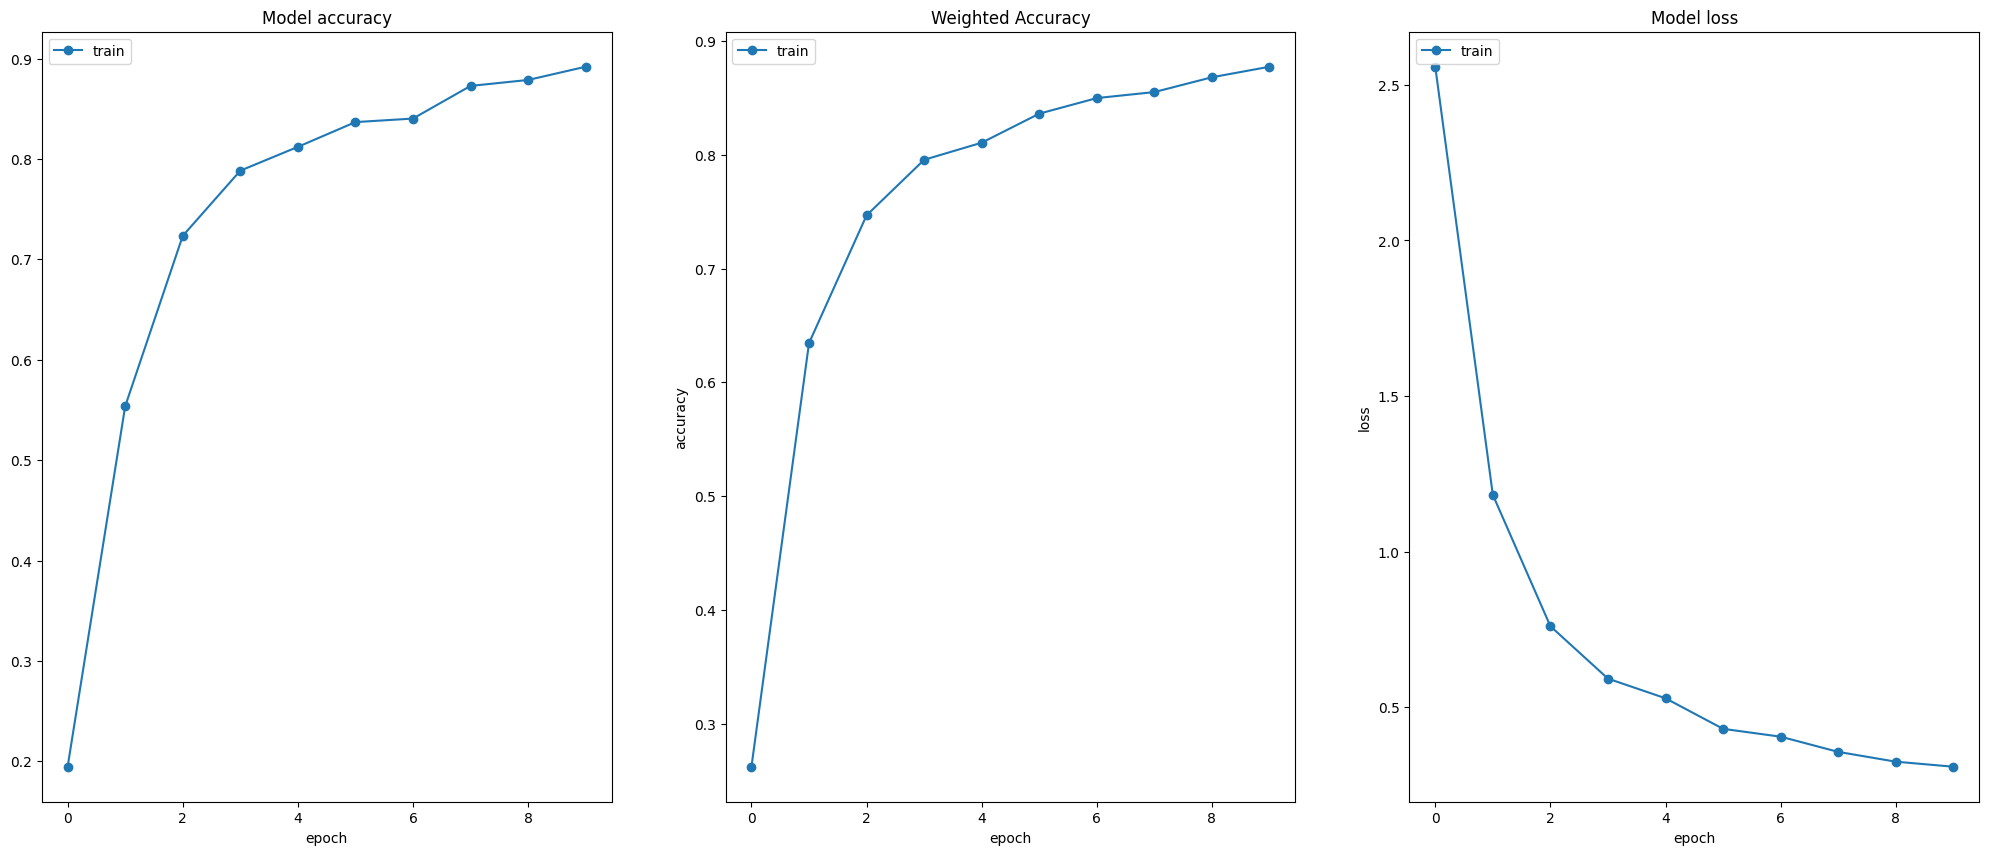 Model accuracy
train
0.9
0.8
0.7
0.6
0.5
0.4
0.3
0.2
0 2 4 6 8
epoch
Weighted Accuracy
train
accuracy
0.9
0.8
0.7
0.6
0.5
0.4
0.3
0 2 4 6 8
epoch
Model loss
train
loss
2.5
2.0
1.5
1.0
0.5
0 2 4 6 8
epoch